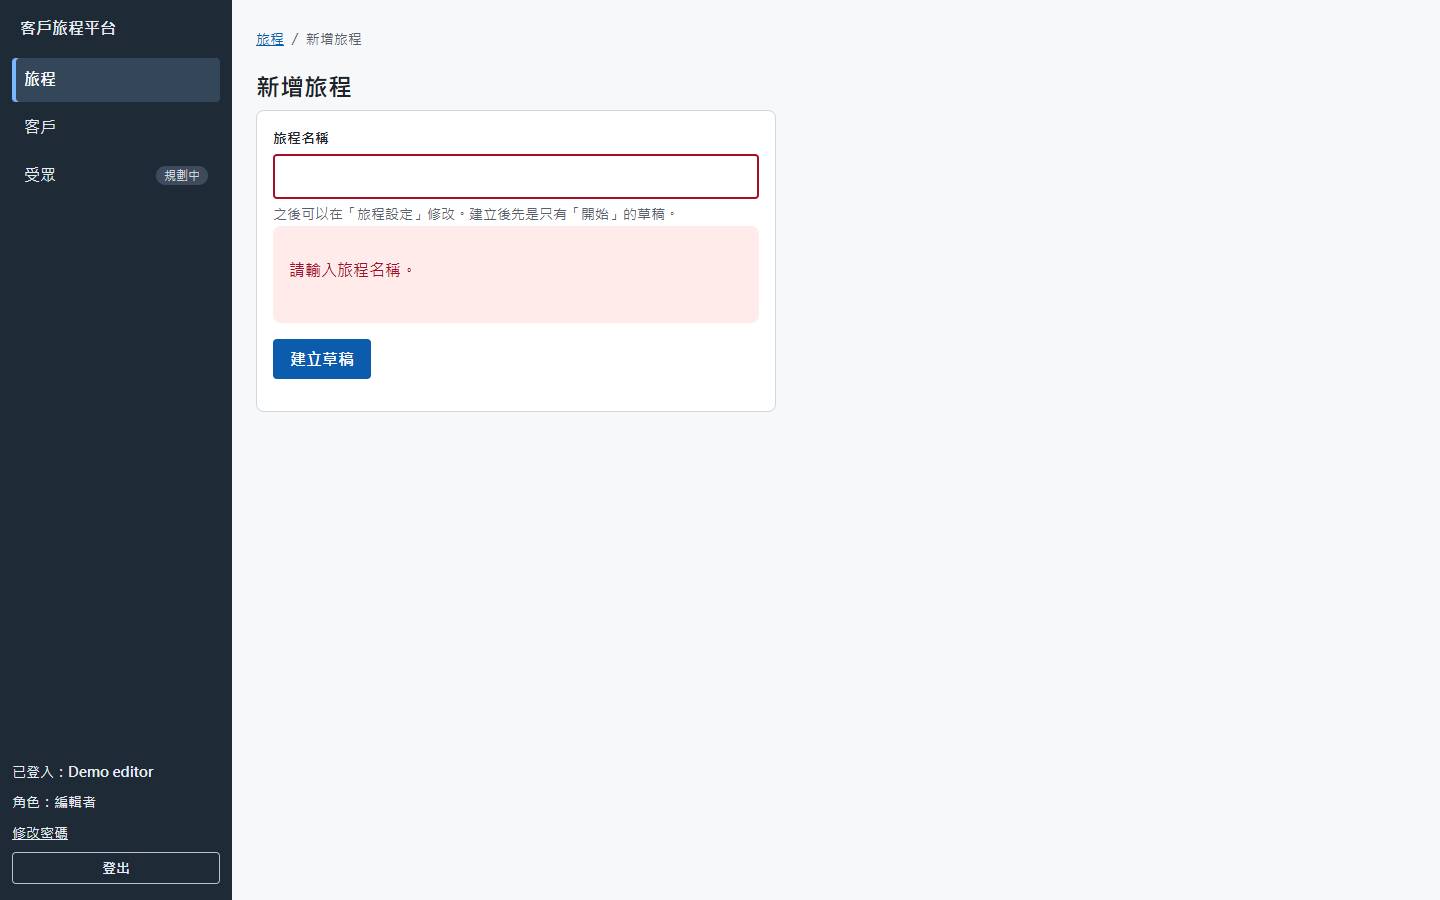 客戶旅程平台
旅程
客戶
受眾 規劃中
已登入：Demo editor
角色：編輯者
修改密碼
登出
旅程 / 新增旅程
新增旅程
旅程名稱
之後可以在「旅程設定」修改。建立後先是只有「開始」的草稿。
請輸入旅程名稱。
建立草稿